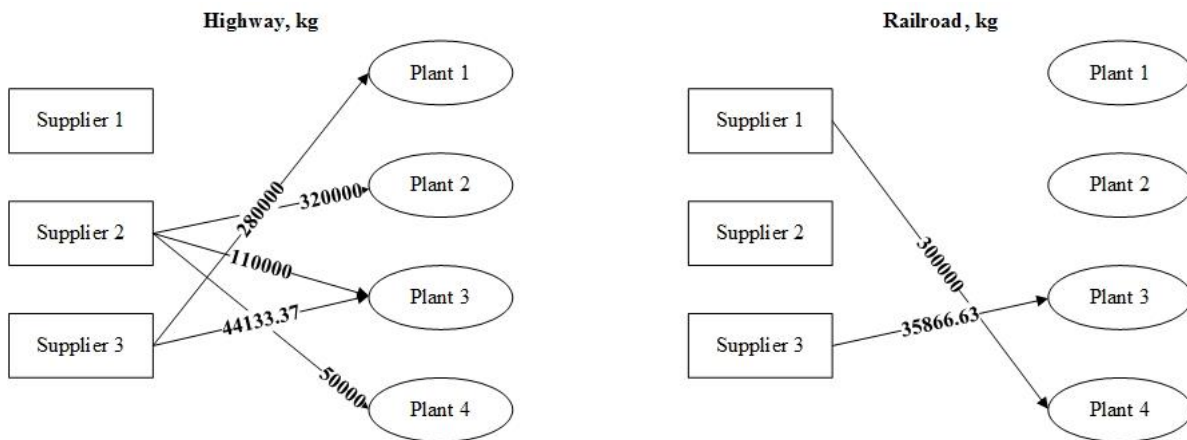 Highway, kg
Supplier 1
Supplier 2
Supplier 3
Plant 1
Plant 2
Plant 3
Plant 4
280000
320000
110000
44133.37
50000
Railroad, kg
Supplier 1
Supplier 2
Supplier 3
Plant 1
Plant 2
Plant 3
Plant 4
300000
35866.63